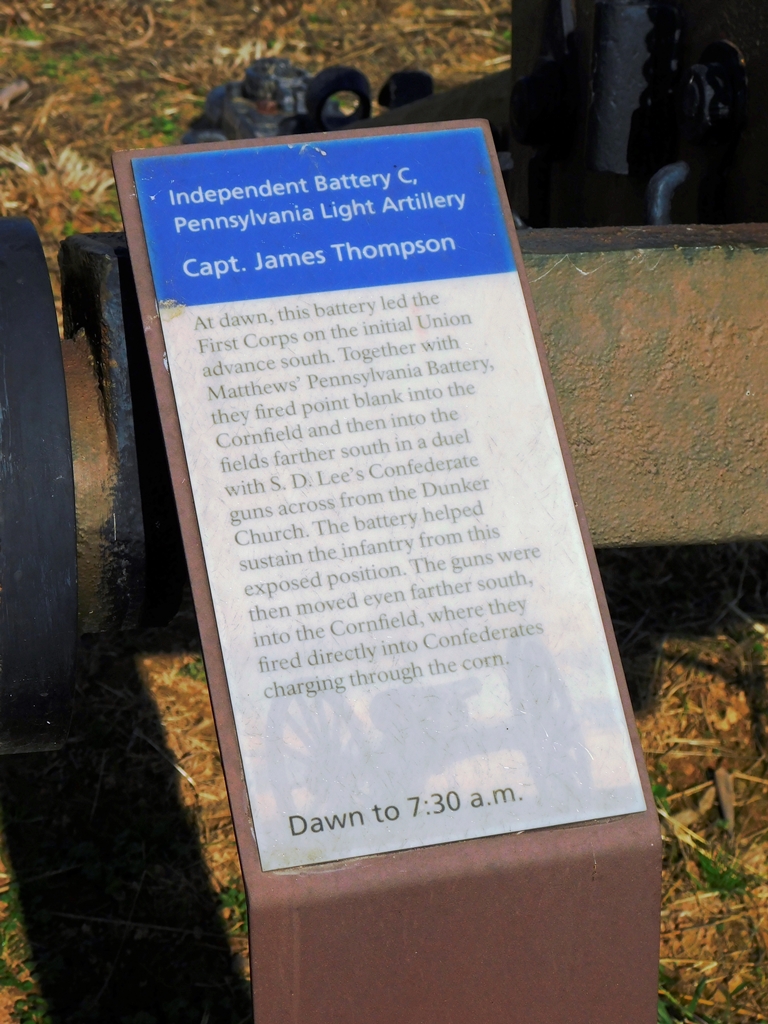 Independent Battery C,
Pennsylvania Light Artillery
Capt. James Thompson
At dawn, this battery led the
First Corps on the initial Union
advance south. Together with
Matthews' Pennsylvania Battery,
they fired point blank into the
Cornfield and then into the
fields farther south in a duel
with S. D. Lee's Confederate
guns across from the Dunker
Church. The battery helped
sustain the infantry from this
exposed position. The guns were
then moved even farther south,
into the Cornfield, where they
fired directly into Confederates
charging through the corn.
Dawn to 7:30 a.m.